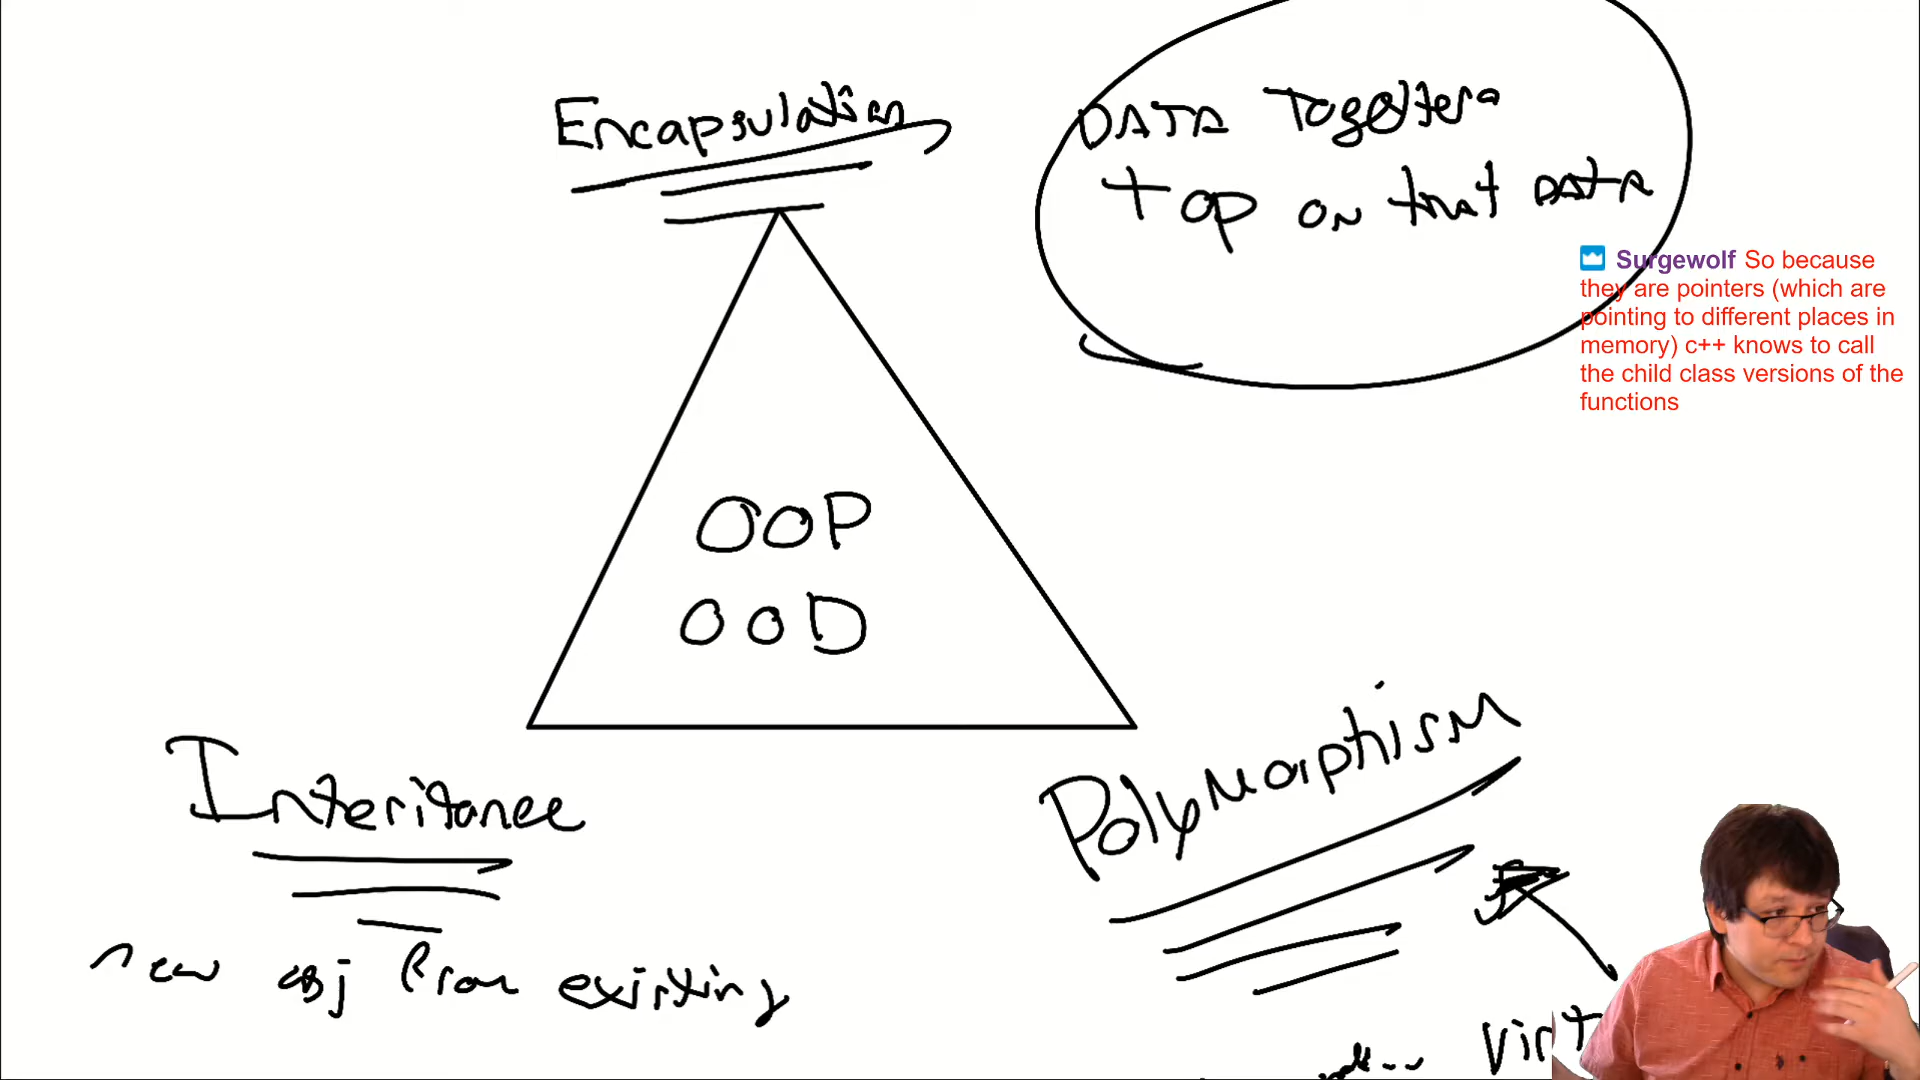 Encapsulation
DATA Together
+ op on that DATA
Surgewolf So because
they are pointers (which are
pointing to different places in
memory) c++ knows to call
the child class versions of the
functions
OOP
OOD
Inheritance
new obj from existing
Polymorphism
Virt